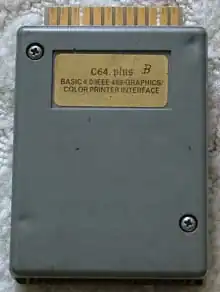 C64.plus B
BASIC 4.0/IEEE 488-GRAPHICS/
COLOR PRINTER INTERFACE